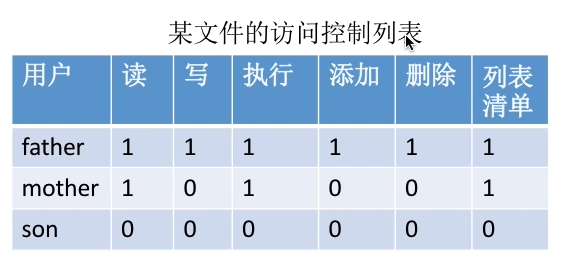 某文件的访问控制列表
用户 读 写 执行 添加 删除 列表清单
father 1 1 1 1 1 1
mother 1 0 1 0 0 1
son 0 0 0 0 0 0